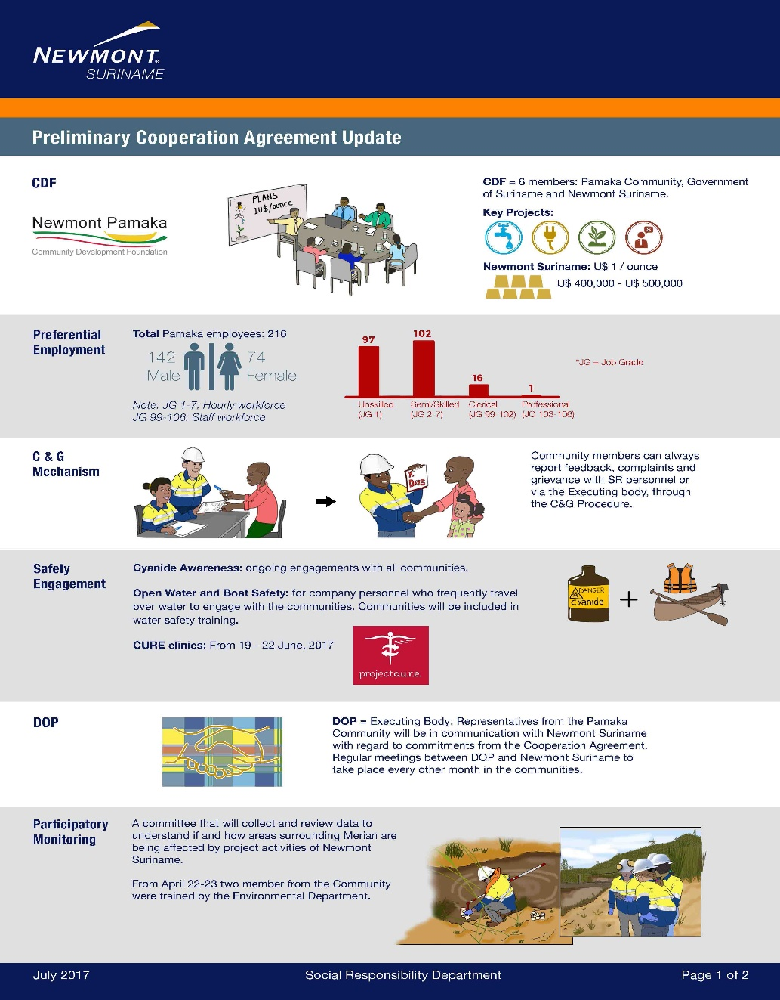 NEWMONT
SURINAME
Preliminary Cooperation Agreement Update
CDF
Newmont Pamaka
Community Development Foundation
PLANS
1U$/ounce
CDF = 6 members: Pamaka Community, Government
of Suriname and Newmont Suriname.
Key Projects:
$
Newmont Suriname: U$ 1 / ounce
U$ 400,000 - U$ 500,000
Preferential
Employment
Total Pamaka employees: 216
142
Male
74
Female
Note: JG 1-7: Hourly workforce
JG 99-106: Staff workforce
97
102
16
1
Unskilled
(JG 1)
Semi/Skilled
(JG 2-7)
Clerical
(JG 99-102)
Professional
(JG 103-106)
*JG = Job Grade
C & G
Mechanism
X
DAYS
Community members can always
report feedback, complaints and
grievance with SR personnel or
via the Executing body, through
the C&G Procedure.
Safety
Engagement
Cyanide Awareness: ongoing engagements with all communities.
Open Water and Boat Safety: for company personnel who frequently travel
over water to engage with the communities. Communities will be included in
water safety training.
CURE clinics: From 19 - 22 June, 2017
projectc.u.r.e.
DANGER
cyanide
+
DOP
DOP = Executing Body: Representatives from the Pamaka
Community will be in communication with Newmont Suriname
with regard to commitments from the Cooperation Agreement.
Regular meetings between DOP and Newmont Suriname to
take place every other month in the communities.
Participatory
Monitoring
A committee that will collect and review data to
understand if and how areas surrounding Merian are
being affected by project activities of Newmont
Suriname.
From April 22-23 two member from the Community
were trained by the Environmental Department.
July 2017
Social Responsibility Department
Page 1 of 2